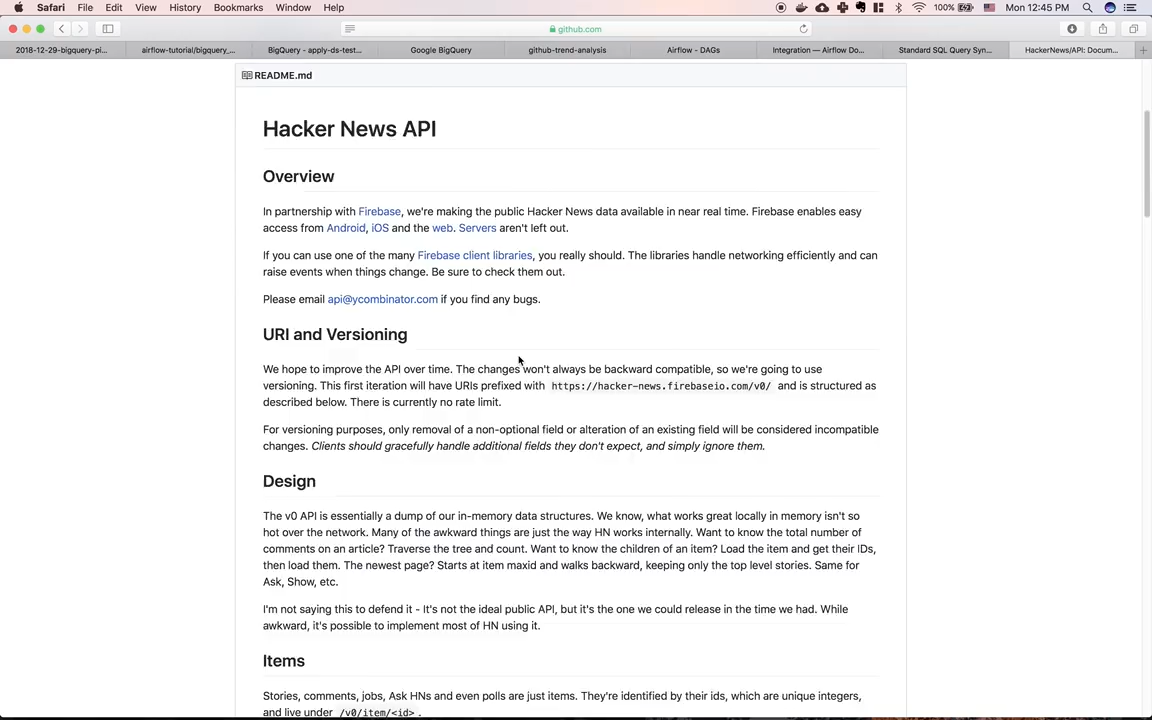 Safari File Edit View History Bookmarks Window Help 100% Mon 12:45 PM
github.com
2018-12-29-bigquery-pi... airflow-tutorial/bigquery_... BigQuery - apply-ds-test... Google BigQuery github-trend-analysis Airflow - DAGs Integration — Airflow Do... Standard SQL Query Syn... HackerNews/API: Docum...
README.md
Hacker News API
Overview
In partnership with Firebase, we're making the public Hacker News data available in near real time. Firebase enables easy
access from Android, iOS and the web. Servers aren't left out.
If you can use one of the many Firebase client libraries, you really should. The libraries handle networking efficiently and can
raise events when things change. Be sure to check them out.
Please email api@ycombinator.com if you find any bugs.
URI and Versioning
We hope to improve the API over time. The changes won't always be backward compatible, so we're going to use
versioning. This first iteration will have URIs prefixed with https://hacker-news.firebaseio.com/v0/ and is structured as
described below. There is currently no rate limit.
For versioning purposes, only removal of a non-optional field or alteration of an existing field will be considered incompatible
changes. Clients should gracefully handle additional fields they don't expect, and simply ignore them.
Design
The v0 API is essentially a dump of our in-memory data structures. We know, what works great locally in memory isn't so
hot over the network. Many of the awkward things are just the way HN works internally. Want to know the total number of
comments on an article? Traverse the tree and count. Want to know the children of an item? Load the item and get their IDs,
then load them. The newest page? Starts at item maxid and walks backward, keeping only the top level stories. Same for
Ask, Show, etc.
I'm not saying this to defend it - It's not the ideal public API, but it's the one we could release in the time we had. While
awkward, it's possible to implement most of HN using it.
Items
Stories, comments, jobs, Ask HNs and even polls are just items. They're identified by their ids, which are unique integers,
and live under /v0/item/<id> .